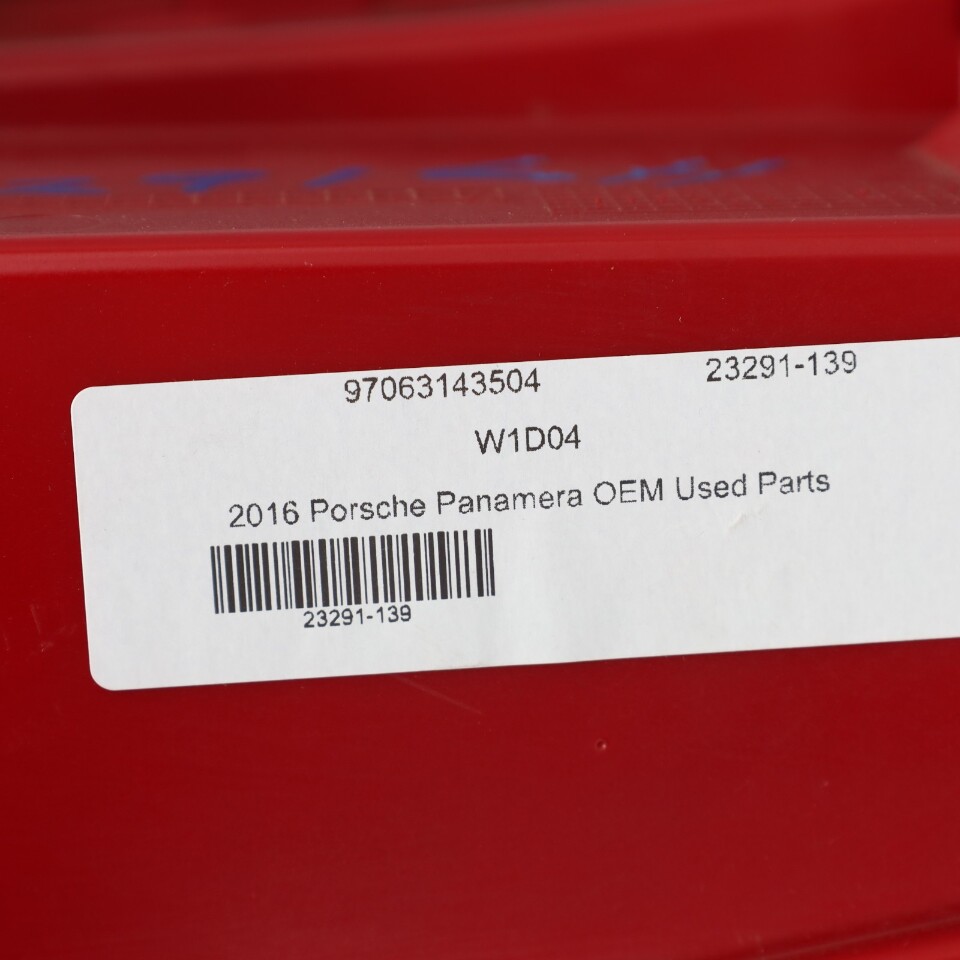 97063143504 23291-139
W1D04
2016 Porsche Panamera OEM Used Parts
23291-139